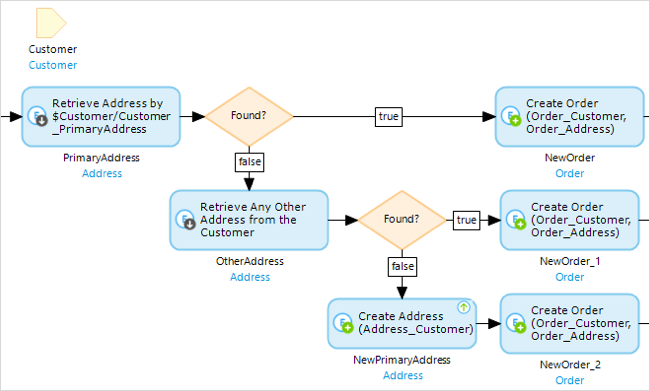 Customer
Customer
Retrieve Address by
$Customer/Customer
_PrimaryAddress
PrimaryAddress
Address
Found?
true
false
Create Order
(Order_Customer,
Order_Address)
NewOrder
Order
Retrieve Any Other
Address from the
Customer
OtherAddress
Address
Found?
true
false
Create Order
(Order_Customer,
Order_Address)
NewOrder_1
Order
Create Address
(Address_Customer)
NewPrimaryAddress
Address
Create Order
(Order_Customer,
Order_Address)
NewOrder_2
Order